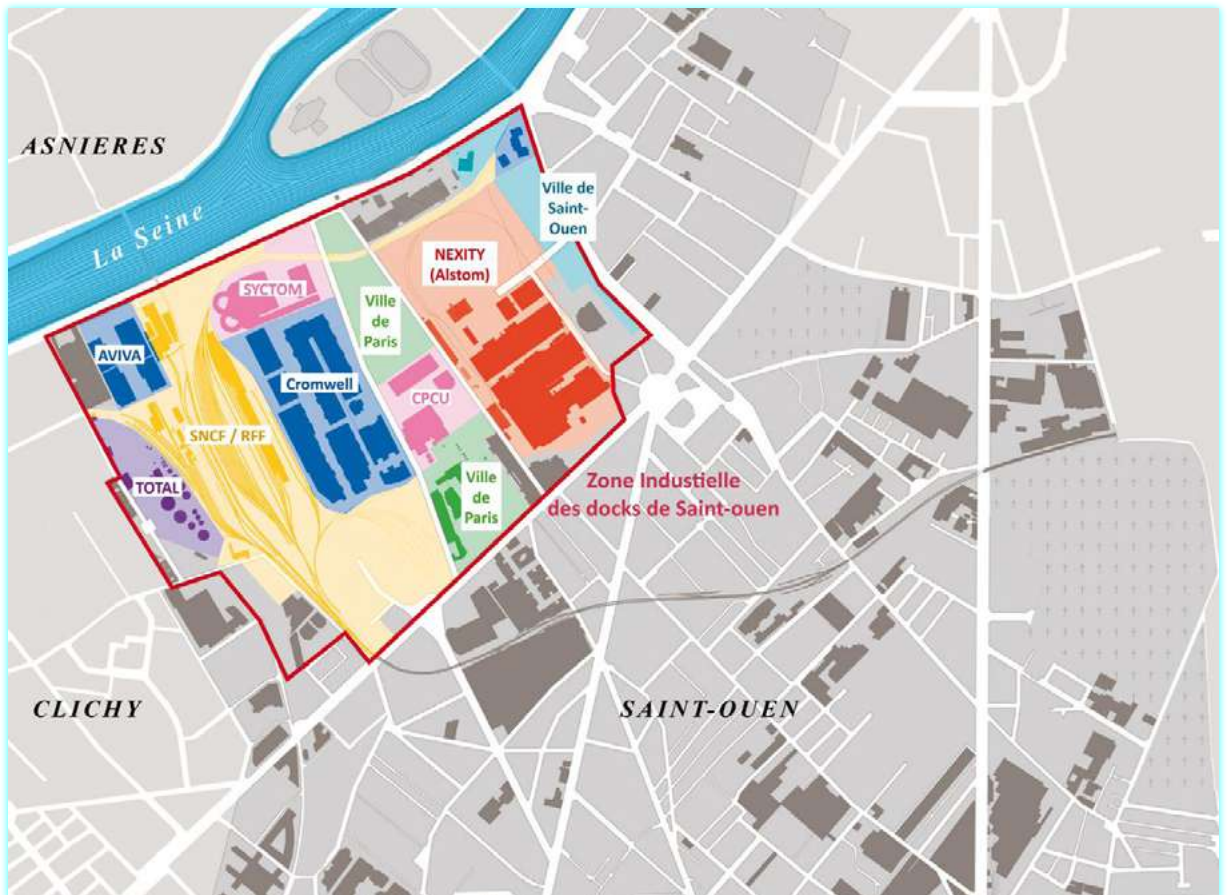 ASNIERES
La Seine
Ville de
Saint-
Ouen
NEXITY
(Alstom)
SYCTOM
Ville
de
Paris
AVIVA
Cromwell
CPCU
SNCF / RFF
TOTAL
Ville
de
Paris
Zone Industielle
des docks de Saint-ouen
CLICHY
SAINT-OUEN